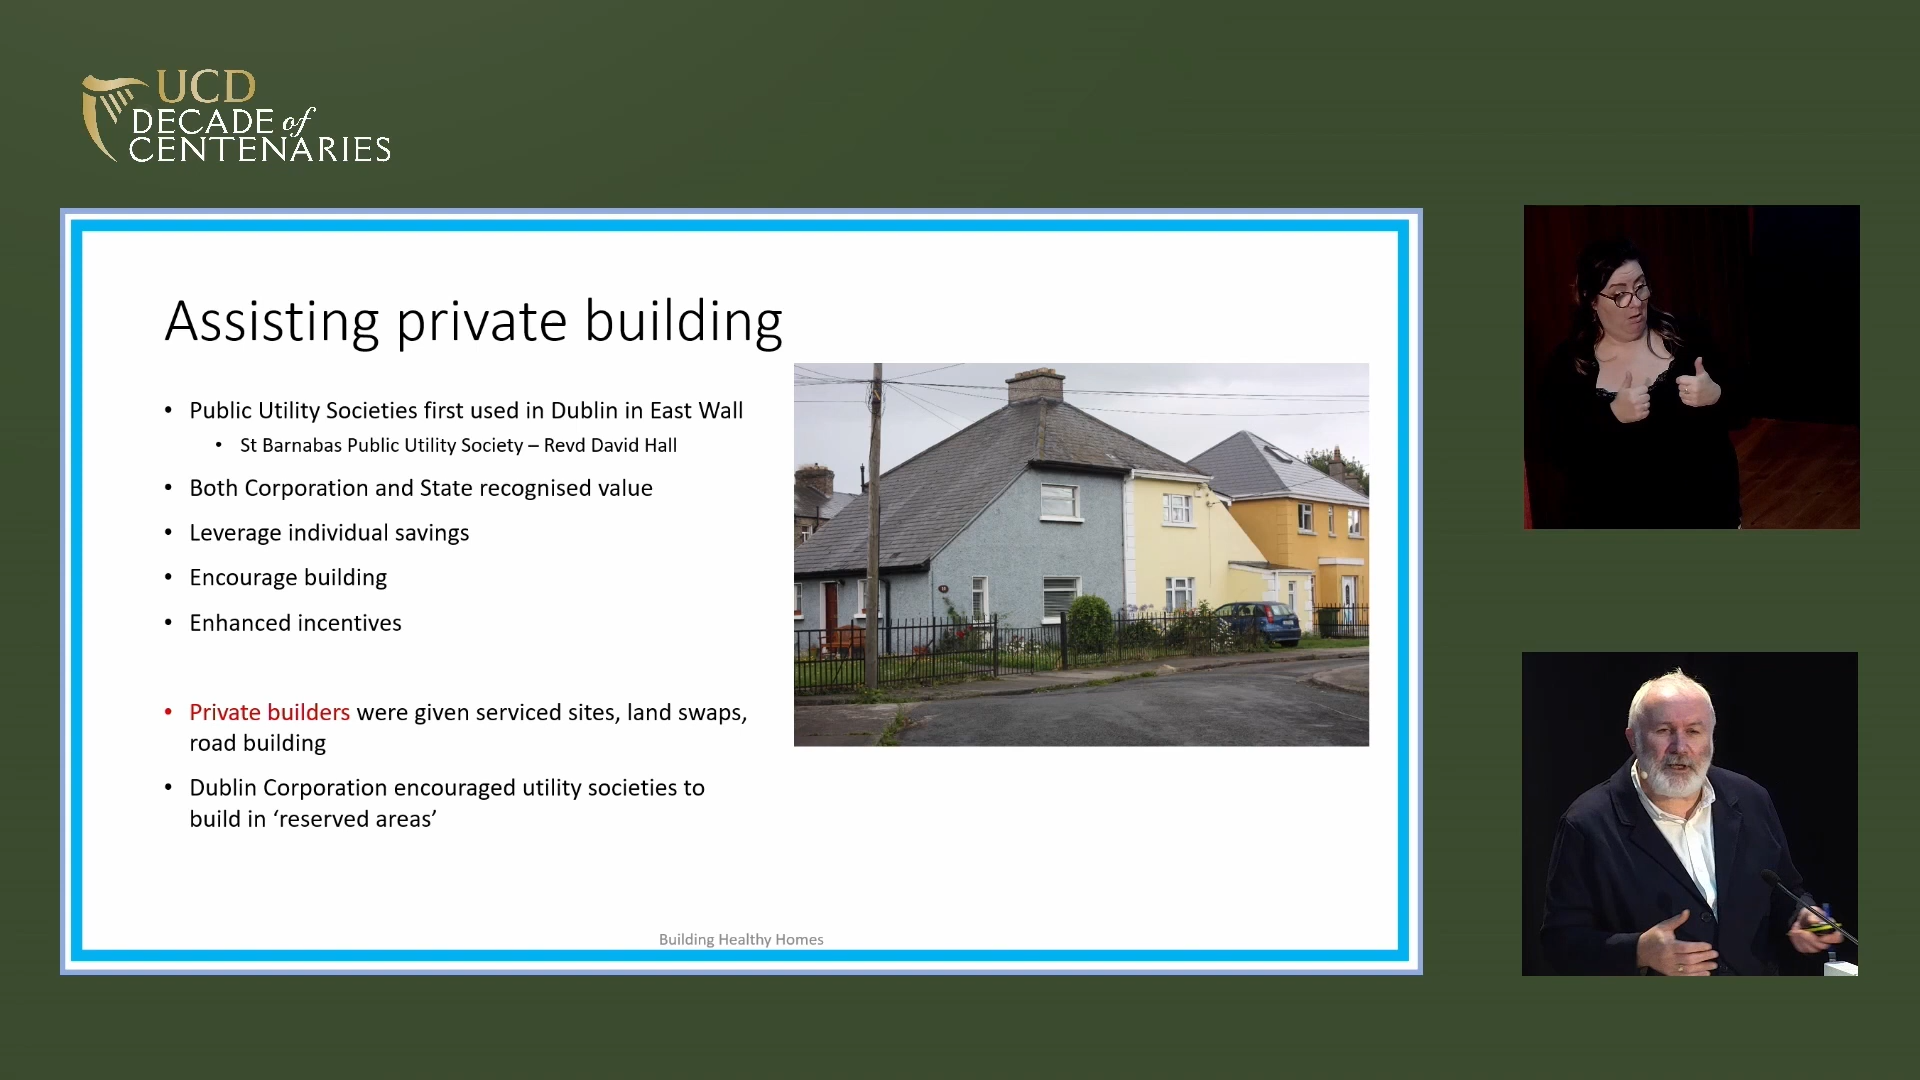 UCD
DECADE of
CENTENARIES
Assisting private building
• Public Utility Societies first used in Dublin in East Wall
• St Barnabas Public Utility Society – Revd David Hall
• Both Corporation and State recognised value
• Leverage individual savings
• Encourage building
• Enhanced incentives
• Private builders were given serviced sites, land swaps,
road building
• Dublin Corporation encouraged utility societies to
build in ‘reserved areas’
Building Healthy Homes